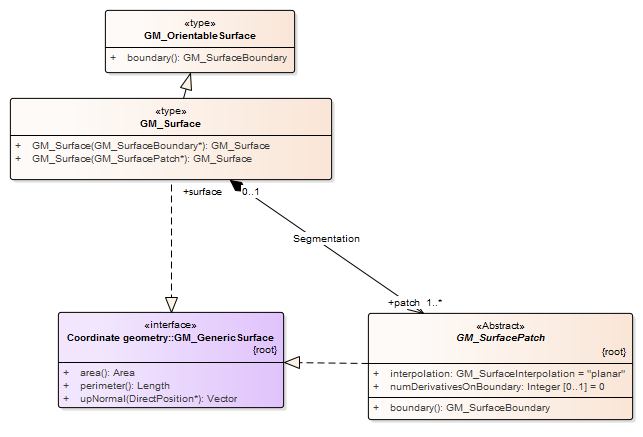 «type»
GM_OrientableSurface
+ boundary(): GM_SurfaceBoundary
«type»
GM_Surface
+ GM_Surface(GM_SurfaceBoundary*): GM_Surface
+ GM_Surface(GM_SurfacePatch*): GM_Surface
+surface 0..1
Segmentation
+patch 1..*
«interface»
Coordinate geometry::GM_GenericSurface
{root}
+ area(): Area
+ perimeter(): Length
+ upNormal(DirectPosition*): Vector
«Abstract»
GM_SurfacePatch
{root}
+ interpolation: GM_SurfaceInterpolation = "planar"
+ numDerivativesOnBoundary: Integer [0..1] = 0
+ boundary(): GM_SurfaceBoundary